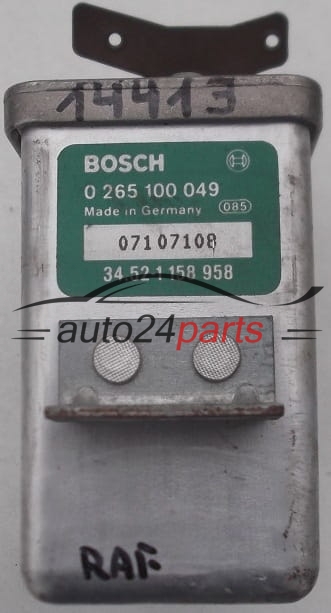 14413
BOSCH
0 265 100 049
Made in Germany 085
07107108
34.52 1 158 958
auto24parts
RAF